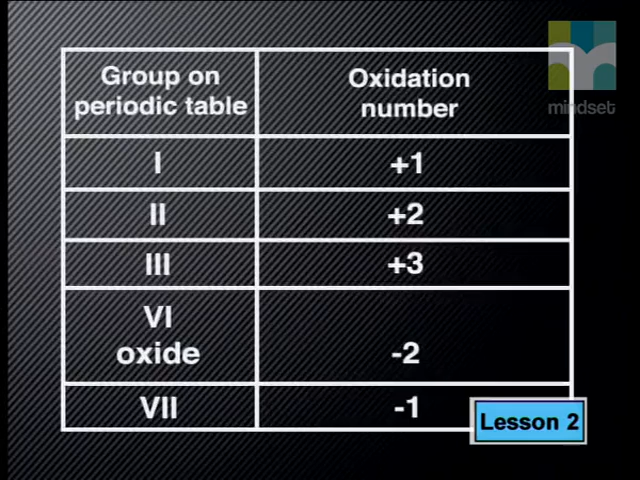 Group on
periodic table
Oxidation
number
I
+1
II
+2
III
+3
VI
oxide
-2
VII
-1
mindset
Lesson 2